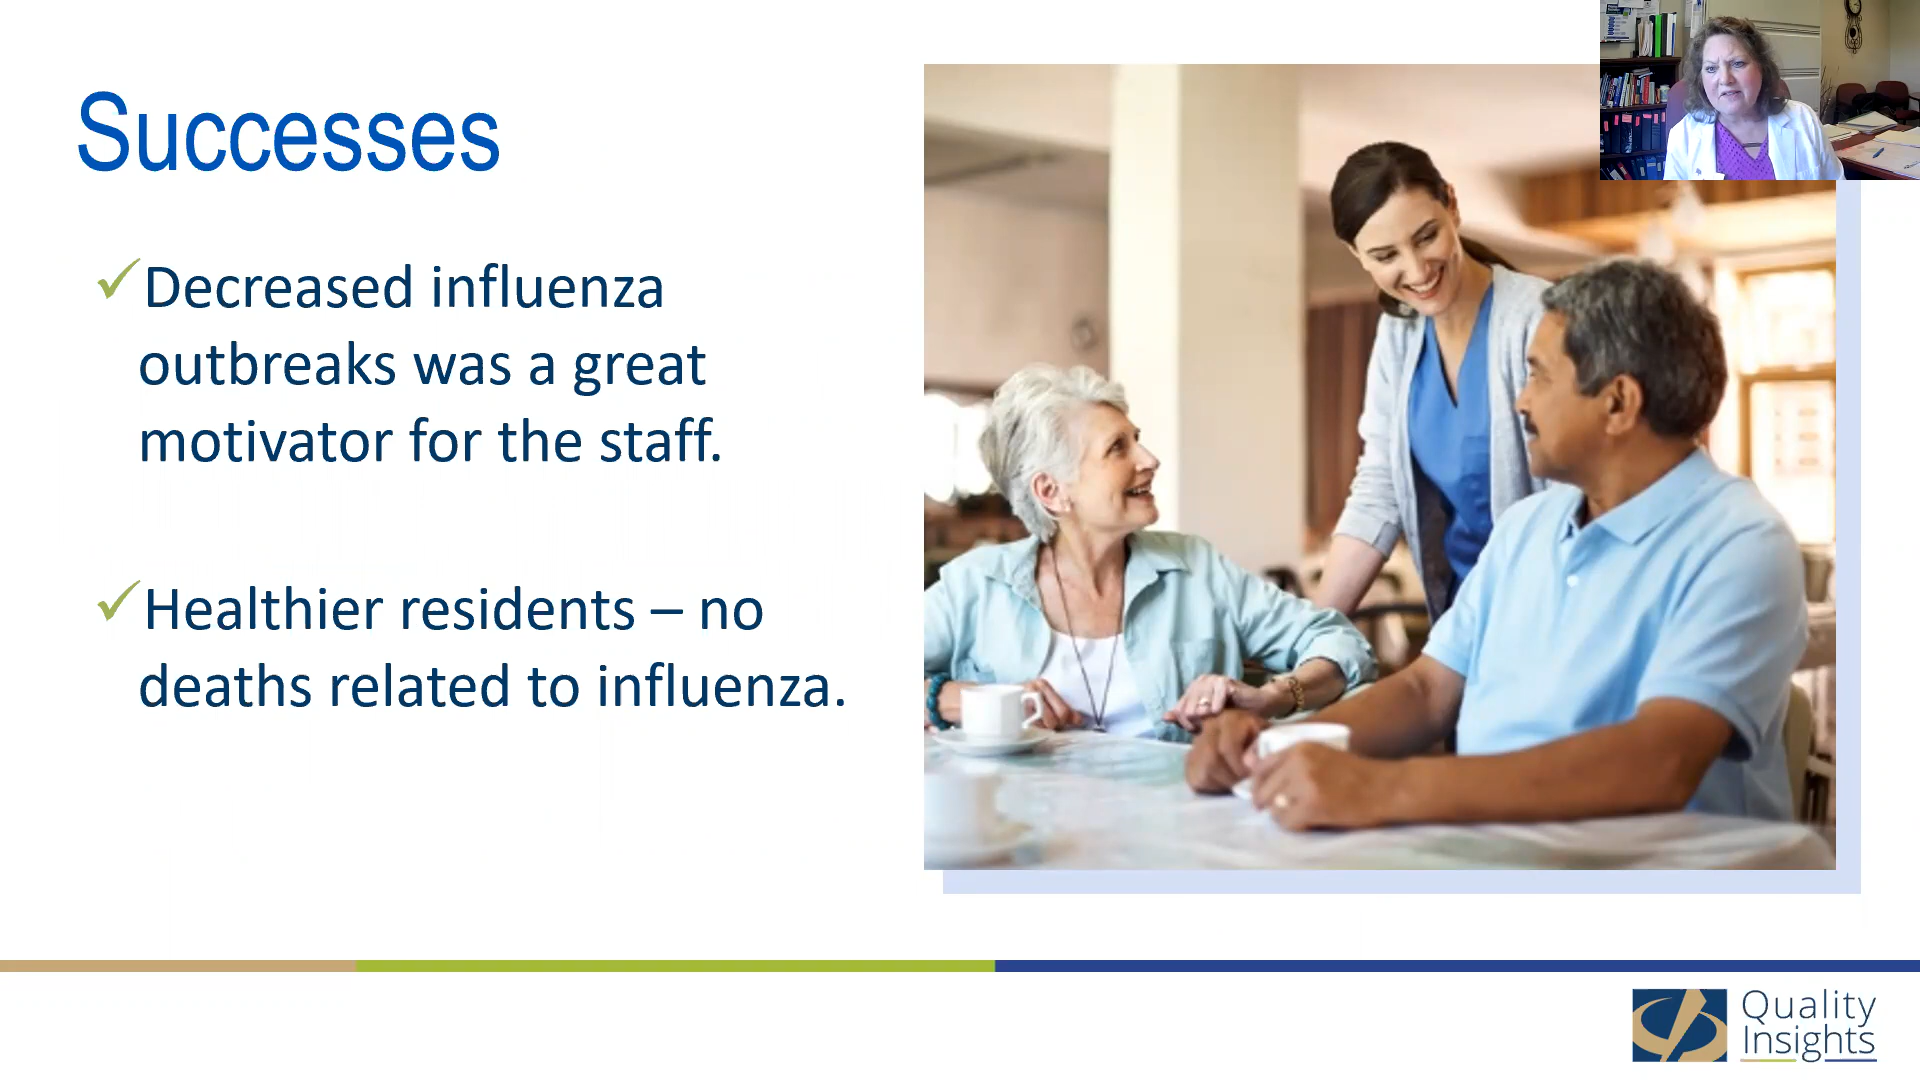 Successes
✓Decreased influenza
outbreaks was a great
motivator for the staff.
✓Healthier residents – no
deaths related to influenza.
Quality
Insights